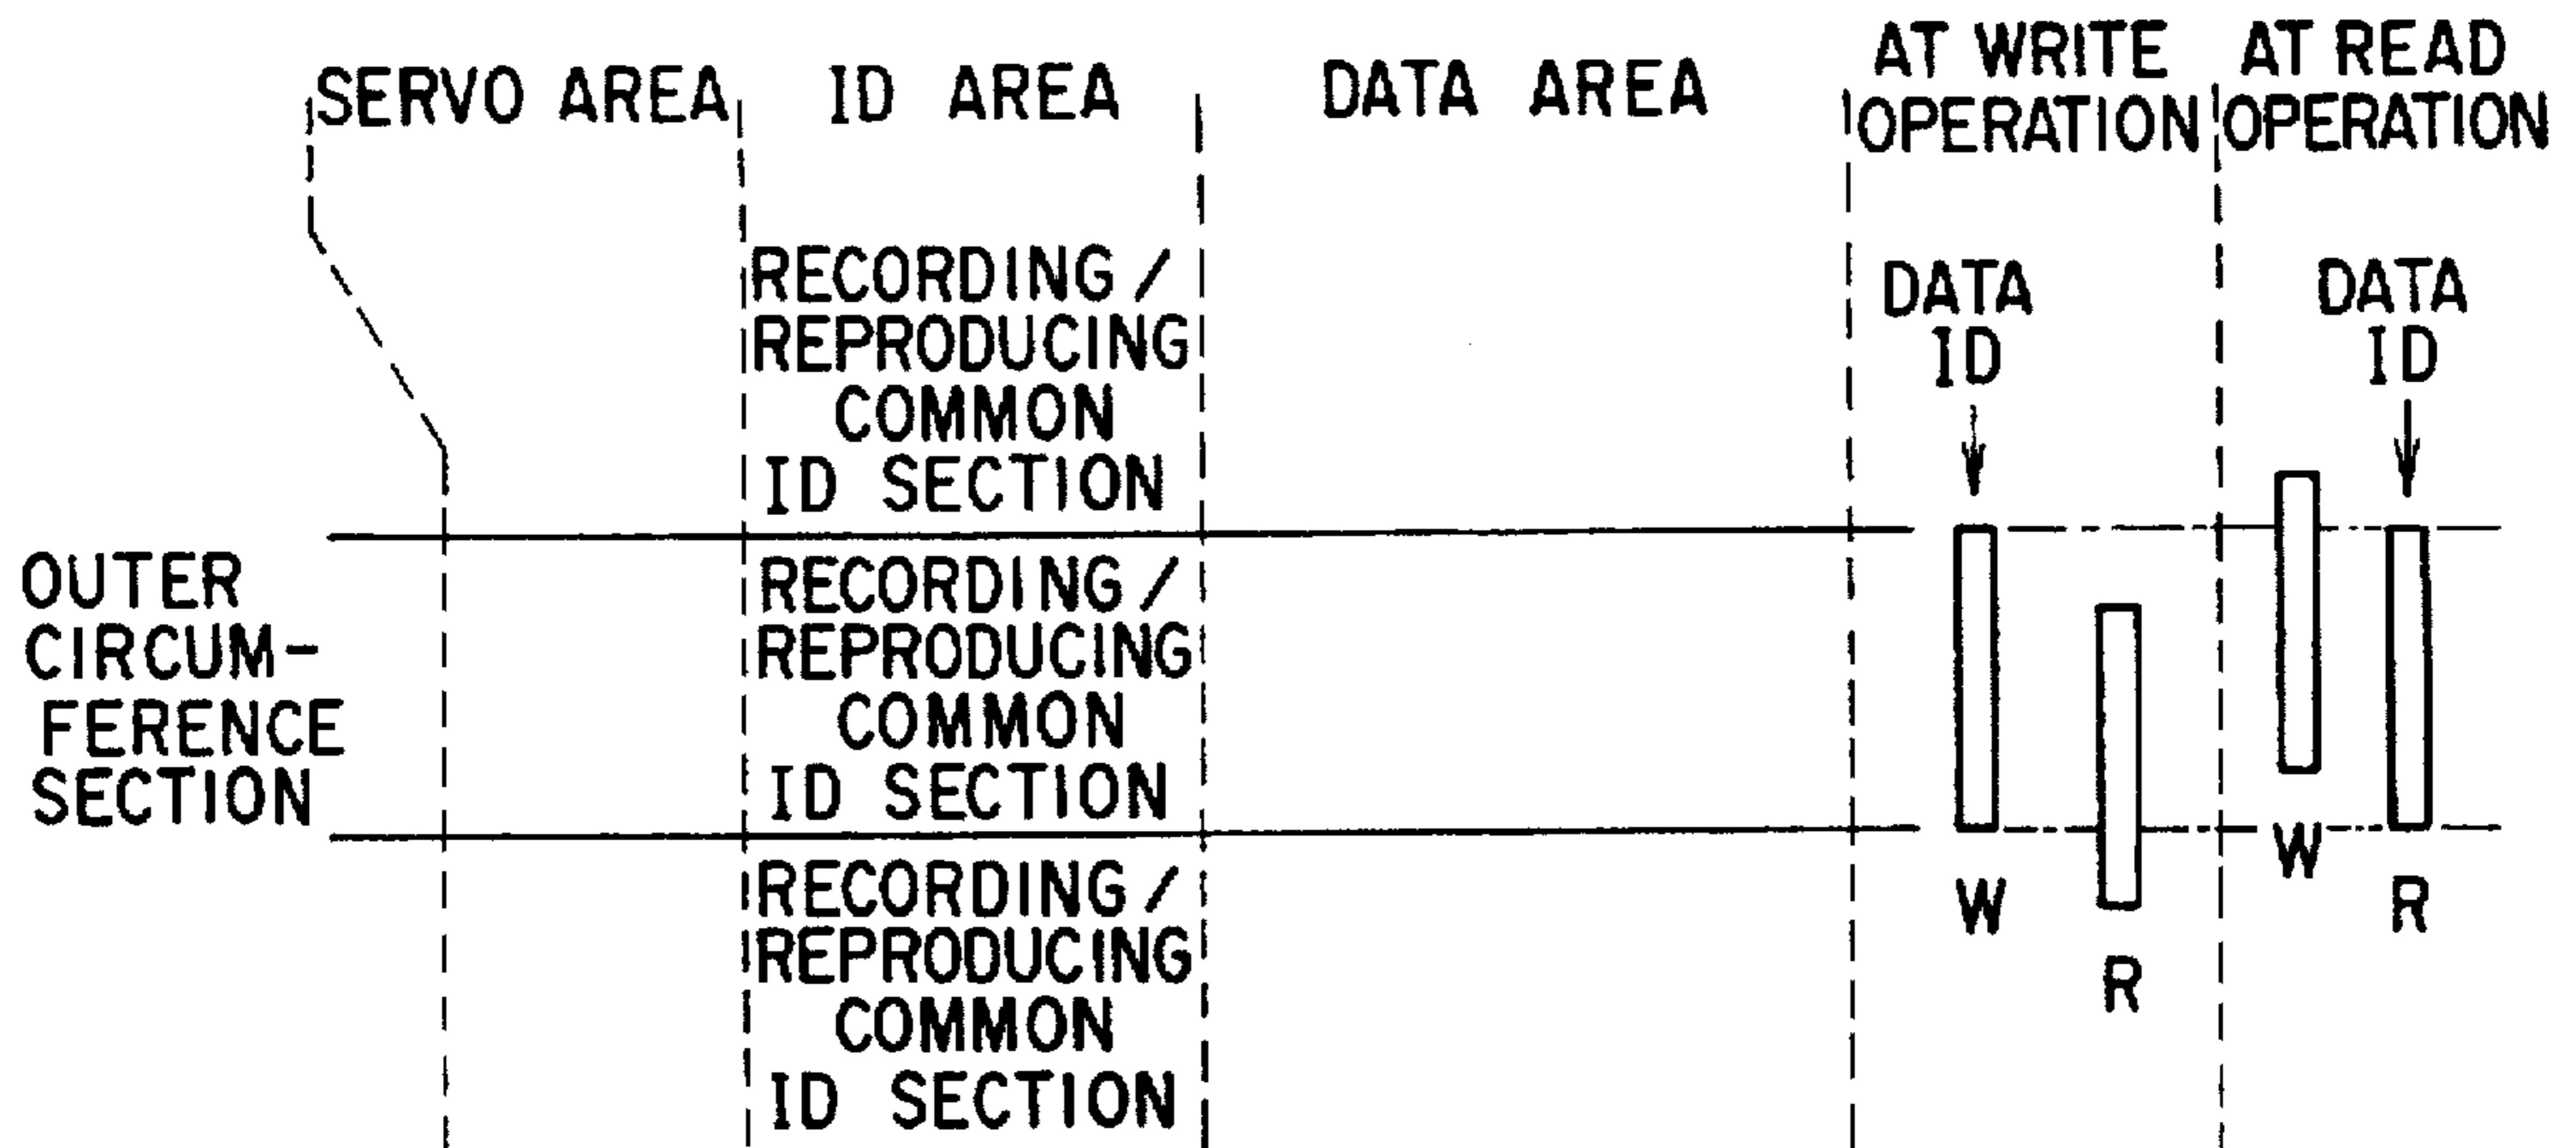 SERVO AREA
ID AREA
DATA AREA
AT WRITE
OPERATION
AT READ
OPERATION
RECORDING /
REPRODUCING
COMMON
ID SECTION
DATA
ID
DATA
ID
OUTER
CIRCUM-
FERENCE
SECTION
RECORDING /
REPRODUCING
COMMON
ID SECTION
W
R
W
R
RECORDING /
REPRODUCING
COMMON
ID SECTION